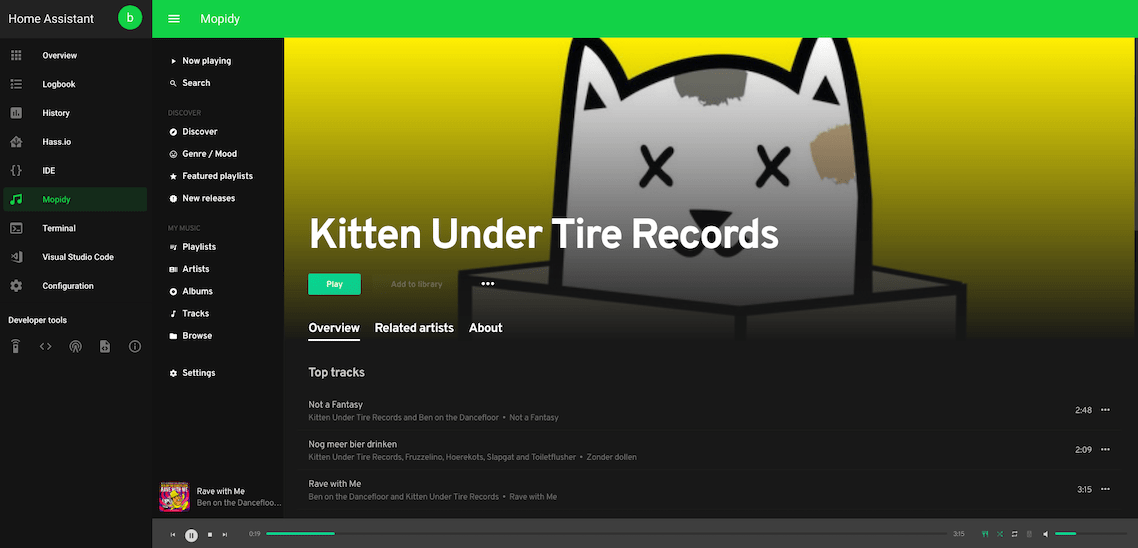 Home Assistant
b
Mopidy
Overview
Logbook
History
Hass.io
IDE
Mopidy
Terminal
Visual Studio Code
Configuration
Developer tools
Now playing
Search
DISCOVER
Discover
Genre / Mood
Featured playlists
New releases
MY MUSIC
Playlists
Artists
Albums
Tracks
Browse
Settings
Kitten Under Tire Records
Play
Add to library
Overview Related artists About
Top tracks
Not a Fantasy
Kitten Under Tire Records and Ben on the Dancefloor • Not a Fantasy
2:48
Nog meer bier drinken
Kitten Under Tire Records, Fruzzelino, Hoerekots, Slapgat and Toiletflusher • Zonder dollen
2:09
Rave with Me
Ben on the Dancefloor and Kitten Under Tire Records • Rave with Me
3:15
RAVE WITH ME
Rave with Me
Ben on the Dancefloo...
0:19
3:15